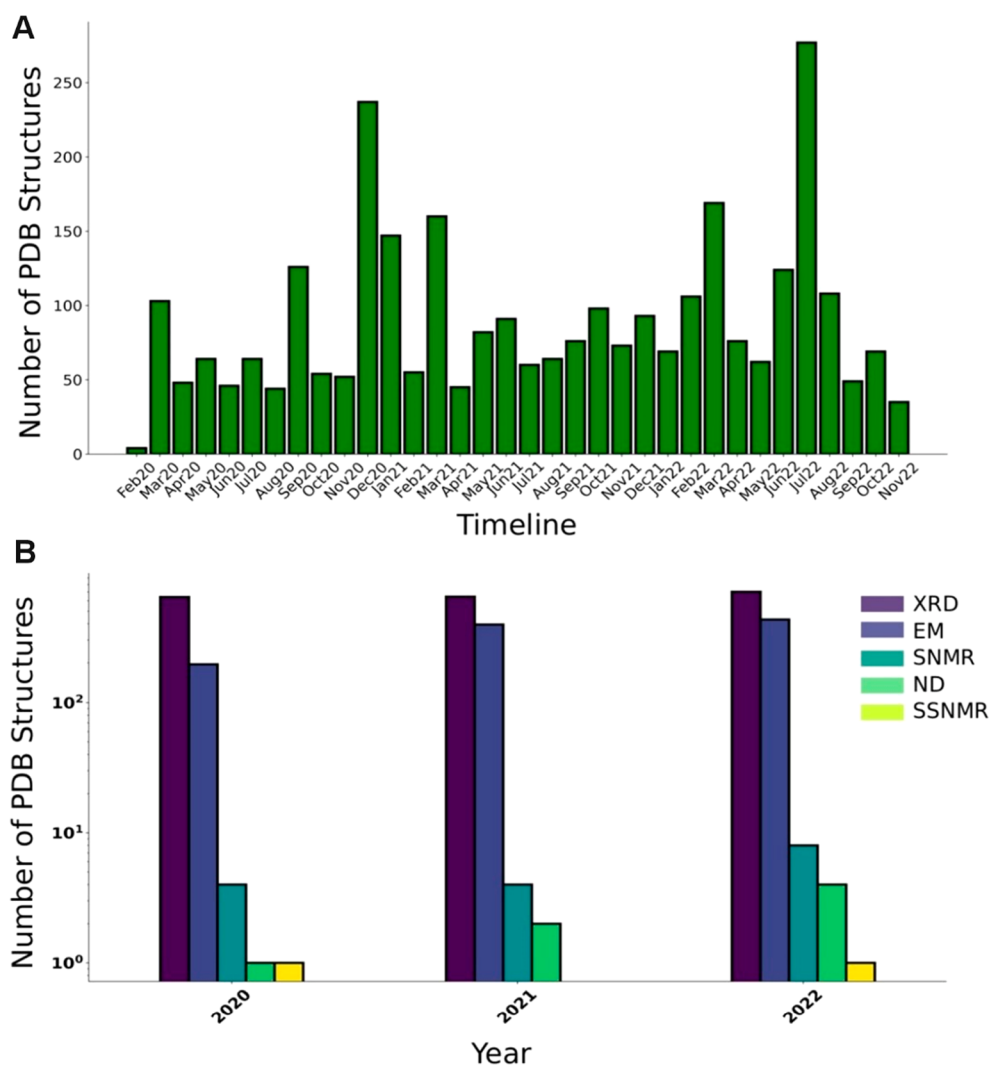 A
Number of PDB Structures
250
200
150
100
50
0
Feb20 Mar20 Apr20 May20 Jun20 Jul20 Aug20 Sep20 Oct20 Nov20 Dec20 Jan21 Feb21 Mar21 Apr21 May21 Jun21 Jul21 Aug21 Sep21 Oct21 Nov21 Dec21 Jan22 Feb22 Mar22 Apr22 May22 Jun22 Jul22 Aug22 Sep22 Oct22 Nov22
Timeline
B
Number of PDB Structures
10²
10¹
10⁰
XRD
EM
SNMR
ND
SSNMR
2020 2021 2022
Year